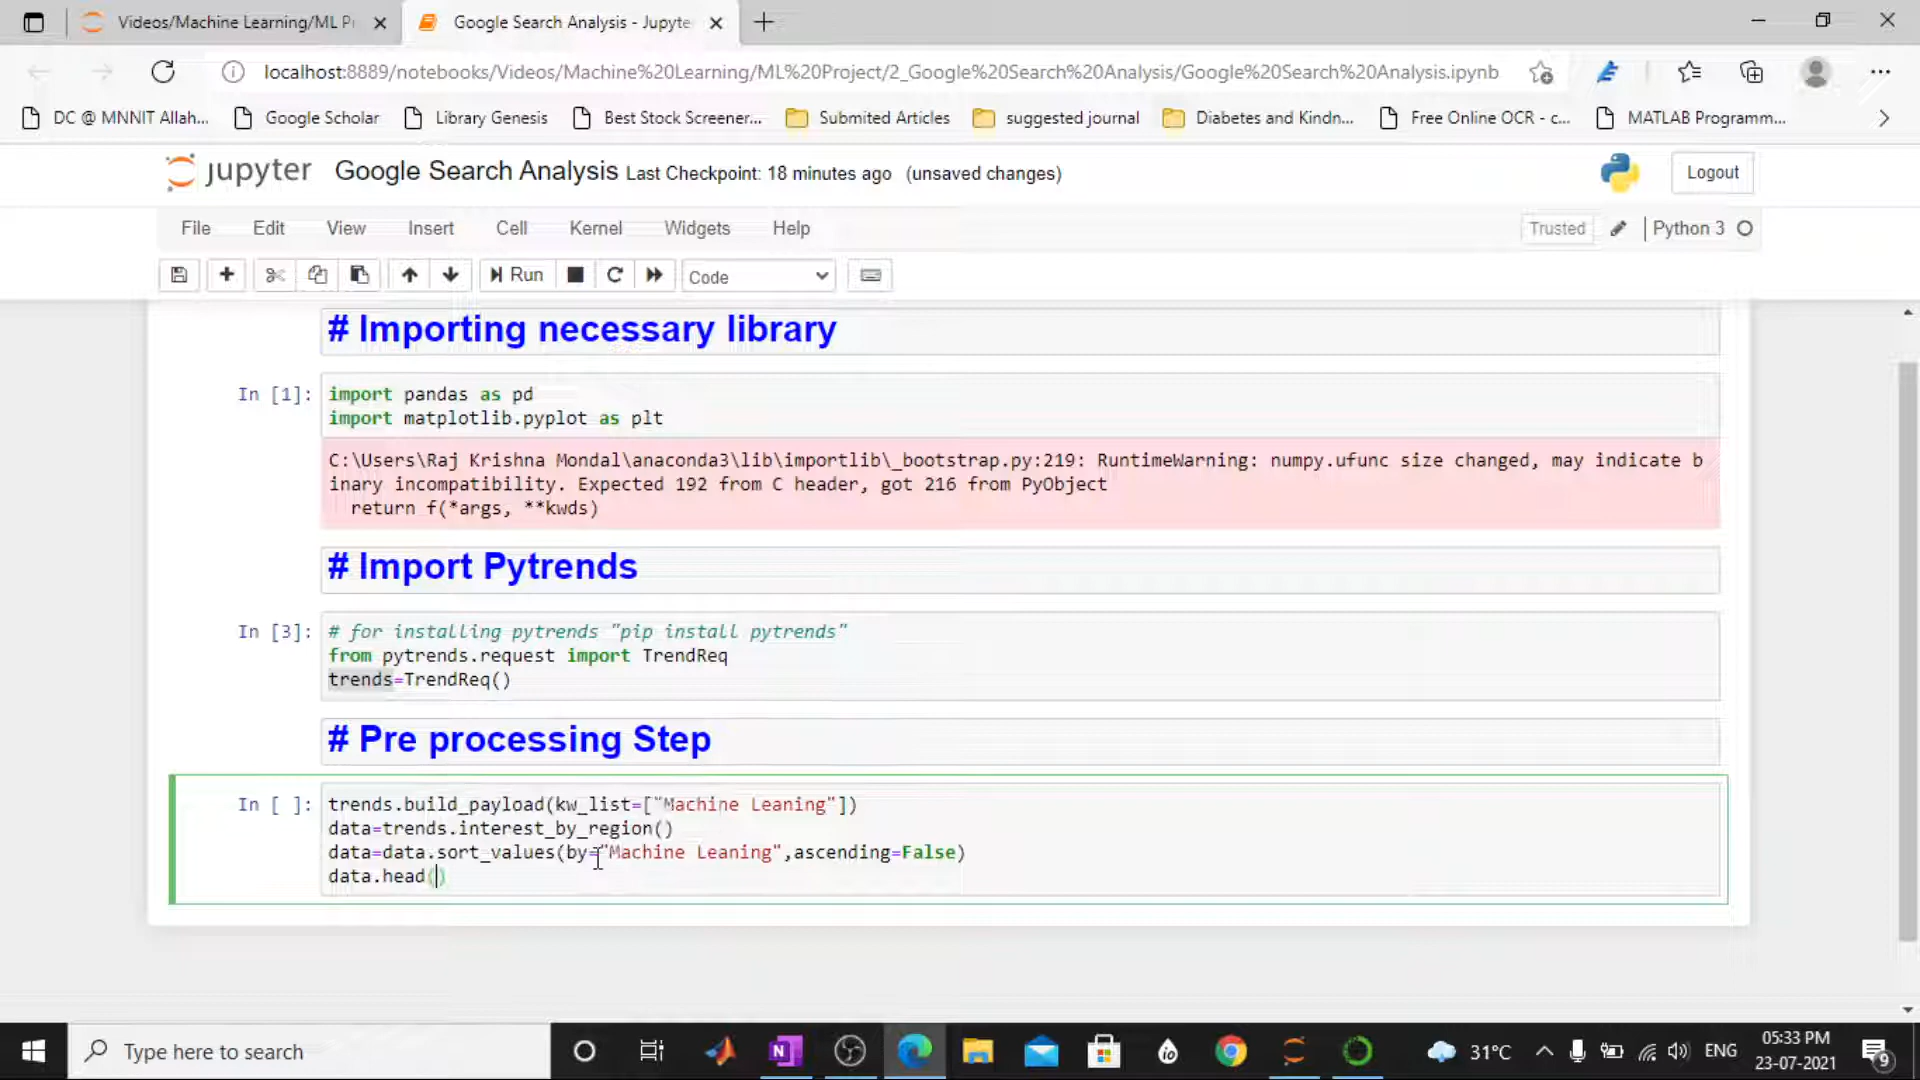 Videos/Machine Learning/ML P
Google Search Analysis - Jupyte
localhost:8889/notebooks/Videos/Machine%20Learning/ML%20Project/2_Google%20Search%20Analysis/Google%20Search%20Analysis.ipynb
DC @ MNNIT Allah... Google Scholar Library Genesis Best Stock Screener... Submited Articles suggested journal Diabetes and Kindn... Free Online OCR - c... MATLAB Programm...
jupyter Google Search Analysis Last Checkpoint: 18 minutes ago (unsaved changes) Logout
File Edit View Insert Cell Kernel Widgets Help Trusted Python 3
Run Code
# Importing necessary library
In [1]: import pandas as pd
import matplotlib.pyplot as plt
C:\Users\Raj Krishna Mondal\anaconda3\lib\importlib\_bootstrap.py:219: RuntimeWarning: numpy.ufunc size changed, may indicate b
inary incompatibility. Expected 192 from C header, got 216 from PyObject
return f(*args, **kwds)
# Import Pytrends
In [3]: # for installing pytrends "pip install pytrends"
from pytrends.request import TrendReq
trends=TrendReq()
# Pre processing Step
In [ ]: trends.build_payload(kw_list=["Machine Leaning"])
data=trends.interest_by_region()
data=data.sort_values(by="Machine Leaning",ascending=False)
data.head()
Type here to search
N
io
31°C
ENG
05:33 PM
23-07-2021
9